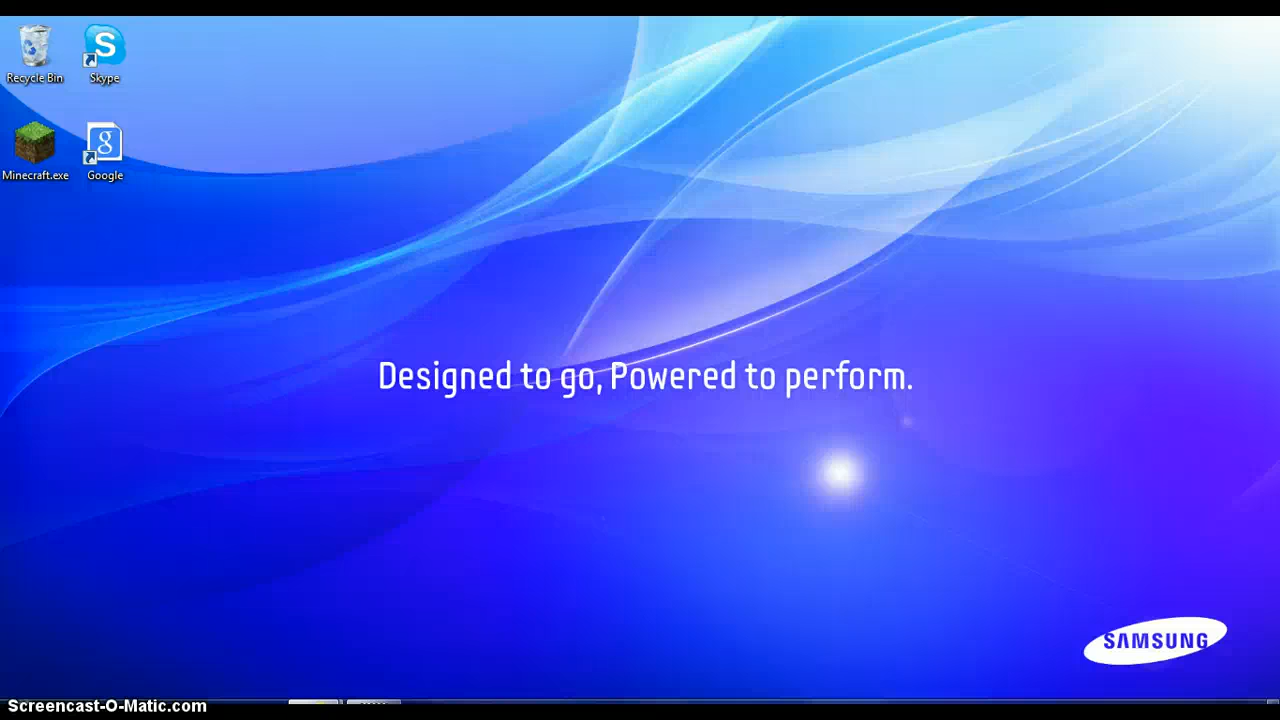 Recycle Bin
Skype
Minecraft.exe
Google
Designed to go, Powered to perform.
SAMSUNG
Screencast-O-Matic.com